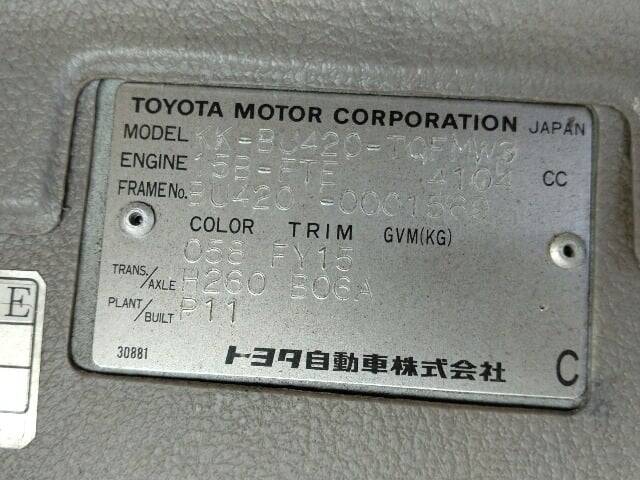 TOYOTA MOTOR CORPORATION JAPAN
MODEL KK-BU420-TQFMW3
ENGINE 15B-FTE 4104 CC
FRAME No. BU420
COLOR TRIM GVM(KG)
058 FY15
TRANS./AXLE H260 B06A
PLANT/BUILT P11
30881 トヨタ自動車株式会社 C
E